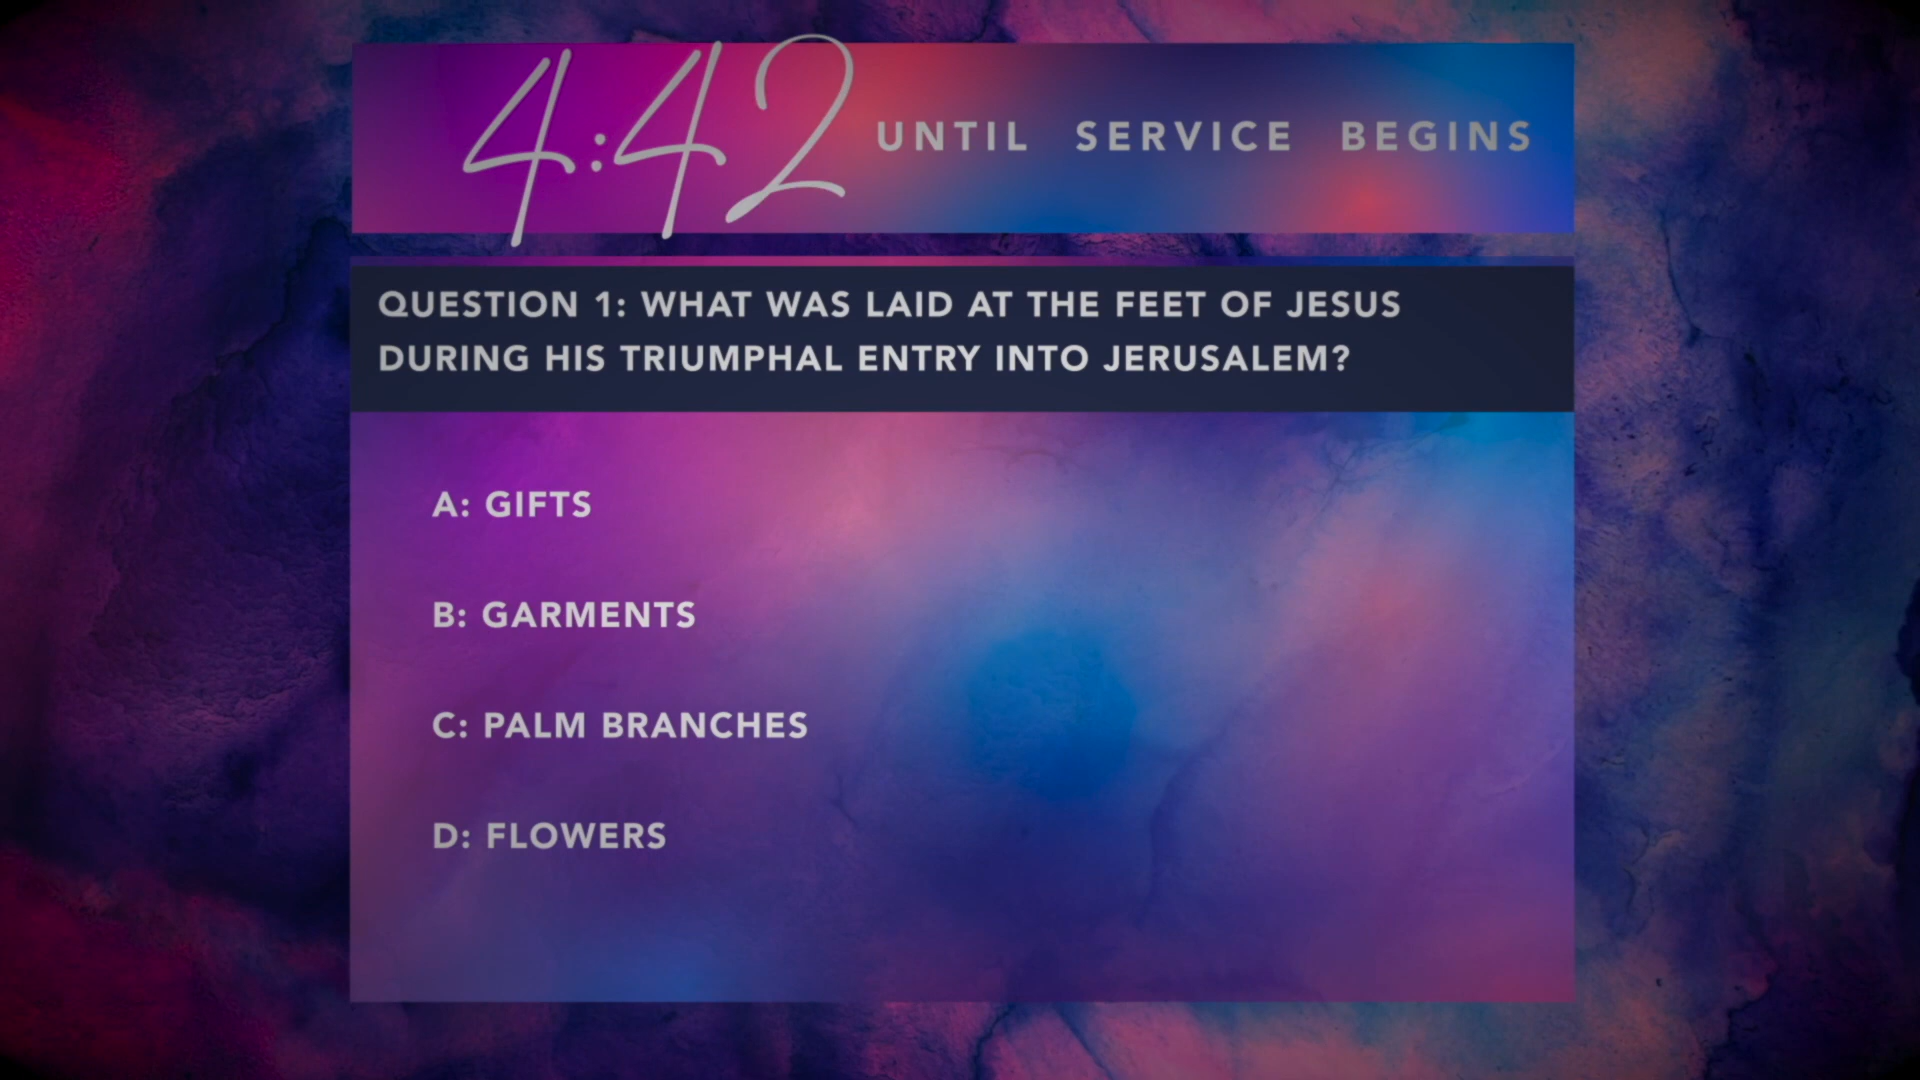 4:42 UNTIL SERVICE BEGINS
QUESTION 1: WHAT WAS LAID AT THE FEET OF JESUS
DURING HIS TRIUMPHAL ENTRY INTO JERUSALEM?
A: GIFTS
B: GARMENTS
C: PALM BRANCHES
D: FLOWERS